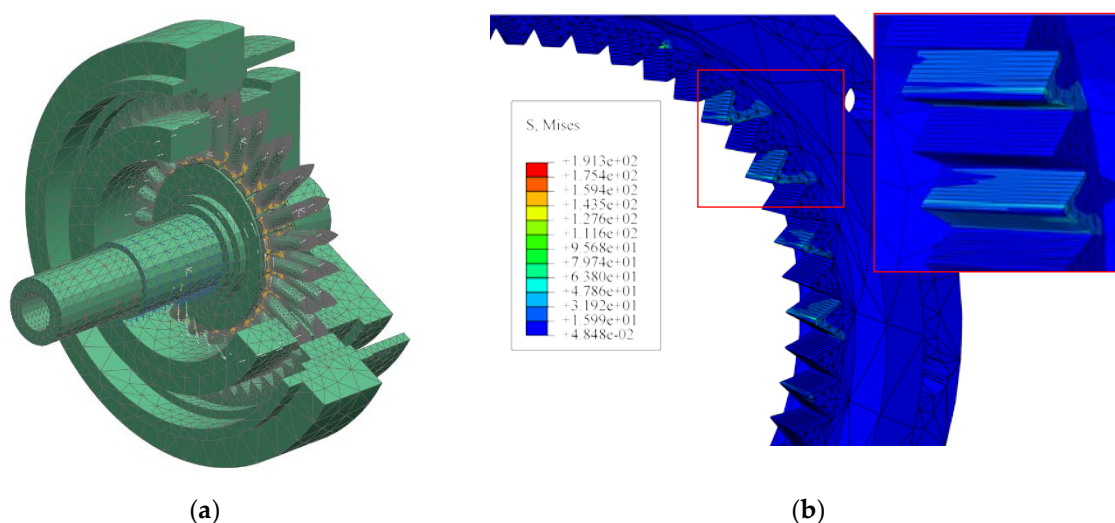 S, Mises
+1.913e+02
+1.754e+02
+1.594e+02
+1.435e+02
+1.276e+02
+1.116e+02
+9.568e+01
+7.974e+01
+6.380e+01
+4.786e+01
+3.192e+01
+1.599e+01
+4.848e-02
(a)
(b)